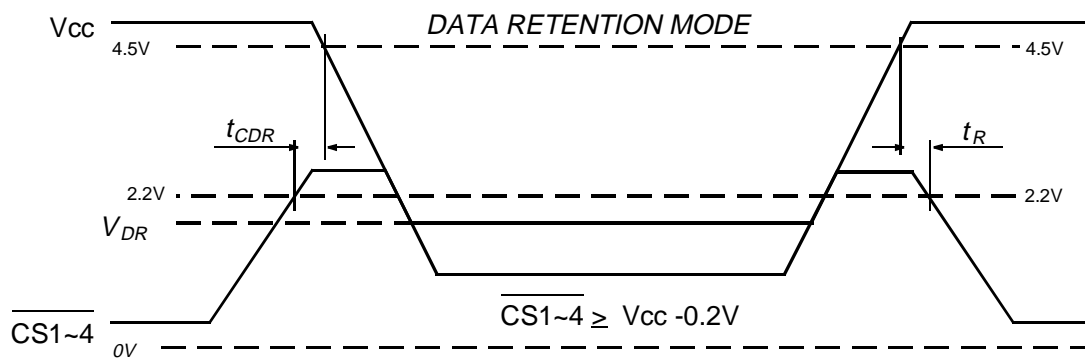 Vcc
DATA RETENTION MODE
4.5V
4.5V
tCDR
tR
2.2V
2.2V
VDR
CS1~4
CS1~4 ≥ Vcc -0.2V
0V